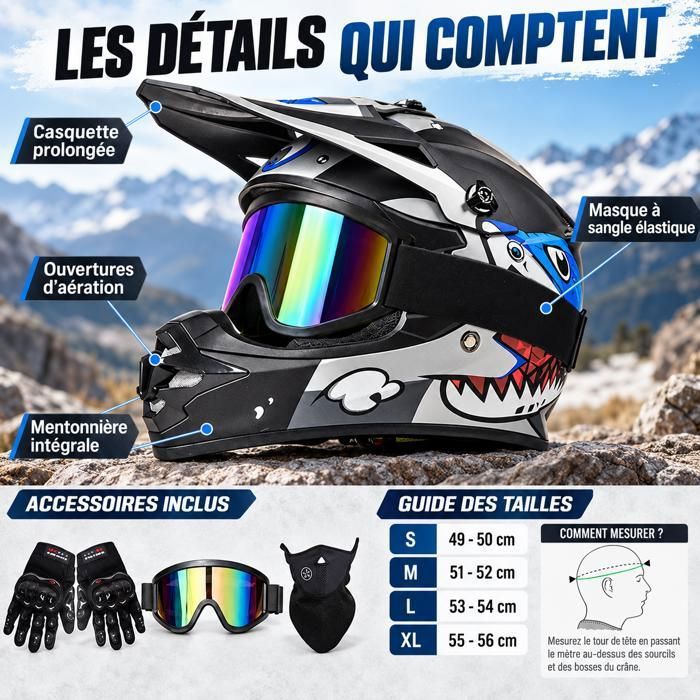 LES DÉTAILS QUI COMPTENT
Casquette
prolongée
Masque à
sangle élastique
Ouvertures
d'aération
Mentonnière
intégrale
ACCESSOIRES INCLUS
GUIDE DES TAILLES
S 49 - 50 cm
M 51 - 52 cm
L 53 - 54 cm
XL 55 - 56 cm
COMMENT MESURER ?
Mesurez le tour de tête en passant
le mètre au-dessus des sourcils
et des bosses du crâne.